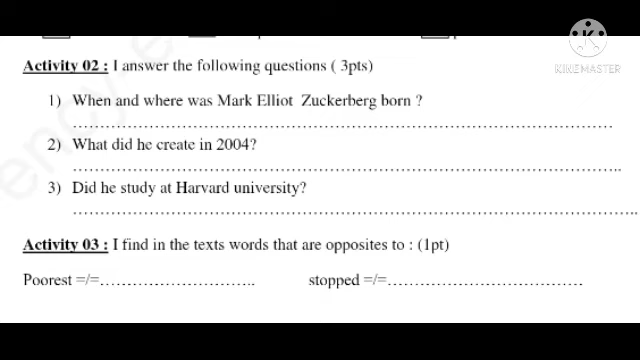 KINEMASTER
Activity 02 : I answer the following questions ( 3pts)
1) When and where was Mark Elliot Zuckerberg born ?
................................................................................................
2) What did he create in 2004?
................................................................................................
3) Did he study at Harvard university?
................................................................................................
Activity 03 : I find in the texts words that are opposites to : (1pt)
Poorest =/=............................ stopped =/=...................................